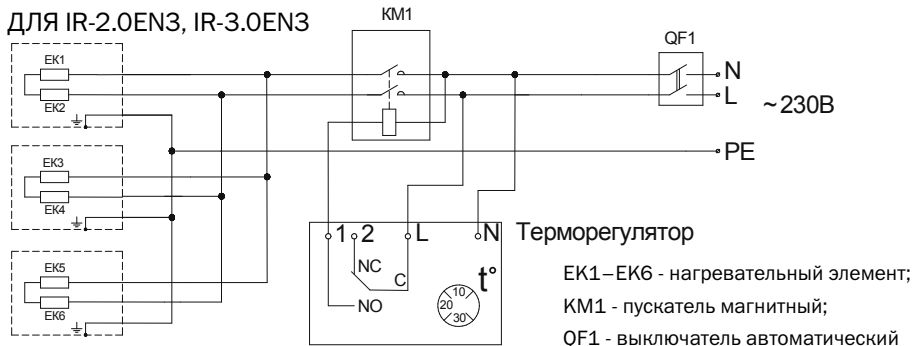 ДЛЯ IR-2.0EN3, IR-3.0EN3
KM1
QF1
EK1
EK2
N
L
~230В
PE
EK3
EK4
1 2 L N
Терморегулятор
NC
C
NO
t°
10
20
30
EK5
EK6
EK1–EK6 - нагревательный элемент;
KM1 - пускатель магнитный;
QF1 - выключатель автоматический